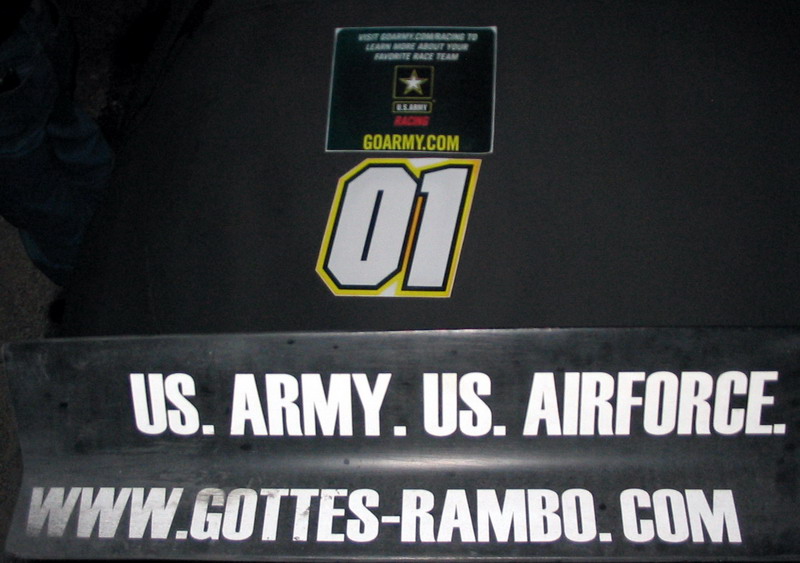 VISIT GOARMY.COM/RACING TO
LEARN MORE ABOUT YOUR
FAVORITE RACE TEAM
U.S.ARMY
RACING
GOARMY.COM
01
US. ARMY. US. AIRFORCE.
WWW.GOTTES-RAMBO.COM